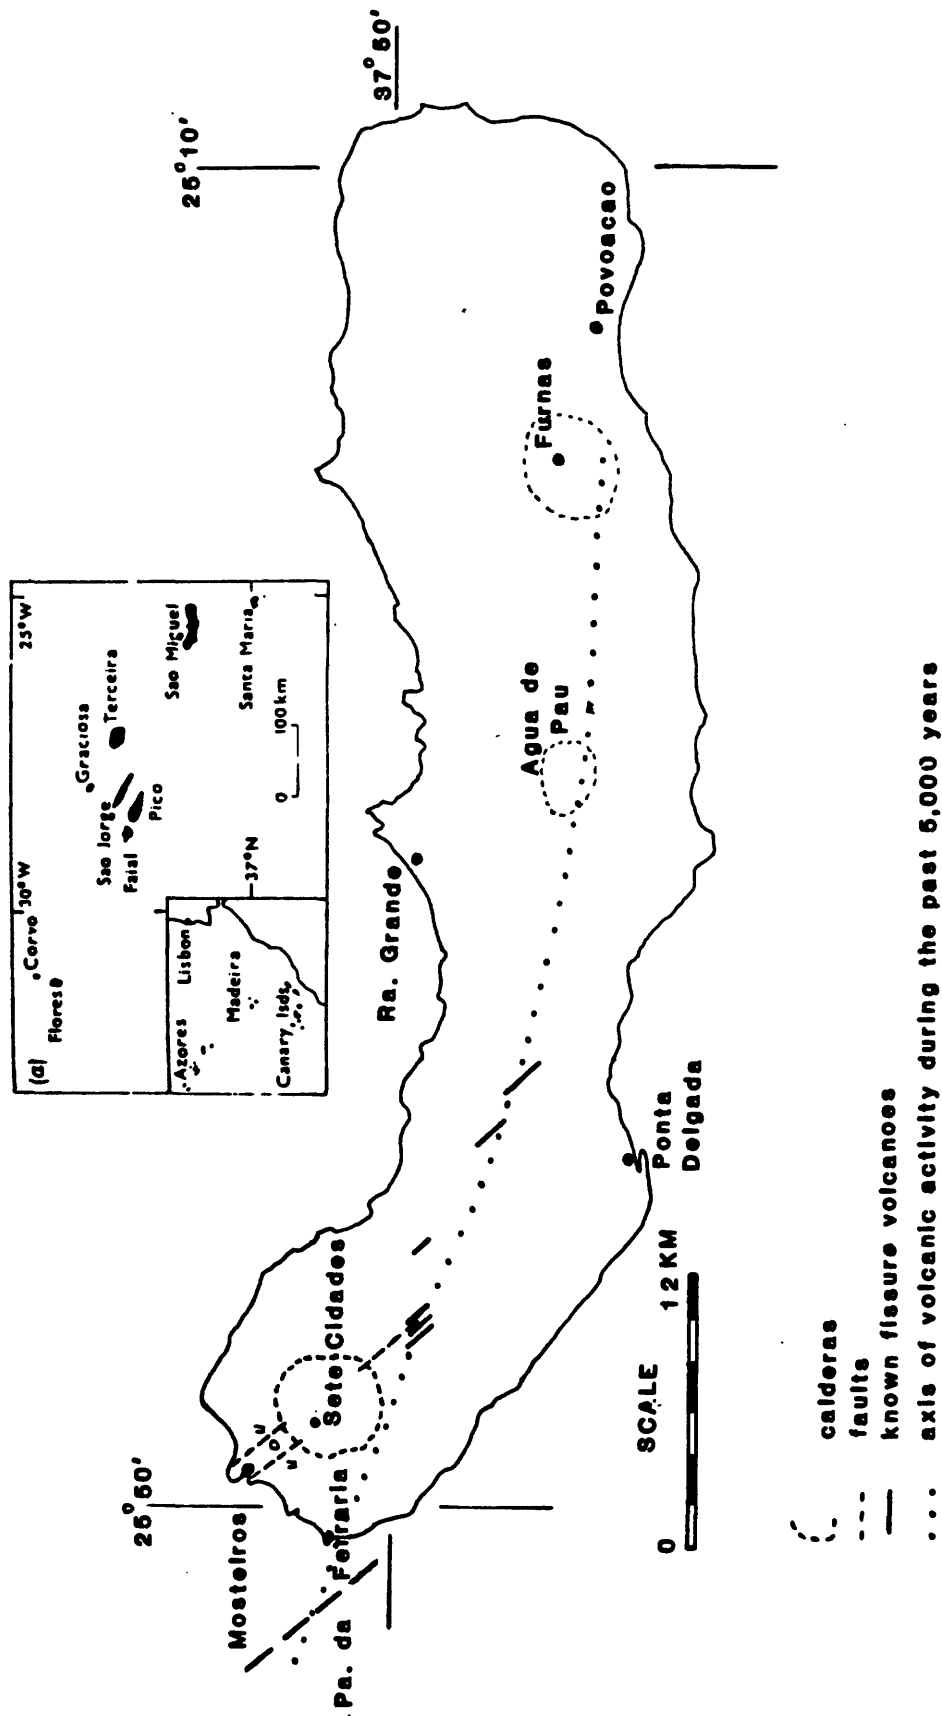 (a)
Corvo
Flores
30°W
25°W
Graciosa
Sao Jorge
Terceira
Faial
Pico
Sao Miguel
Santa Maria
0 100km
37°N
Azores
Lisbon
Madeira
Canary Isds.
25°50'
25°10'
37°50'
Mosteiros
Pa. da Ferraria
Sete Cidades
Ra. Grande
Agua de
Pau
Furnas
Povoacao
Ponta
Delgada
SCALE
0 12 KM
calderas
faults
known fissure volcanoes
axis of volcanic activity during the past 5,000 years